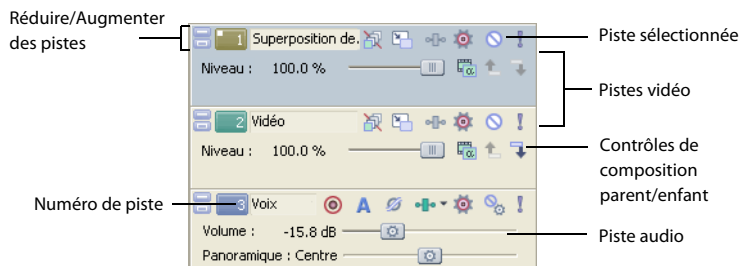 Réduire/Augmenter
des pistes
1 Superposition de.
Niveau : 100.0 %
Piste sélectionnée
Pistes vidéo
2 Vidéo
Niveau : 100.0 %
Contrôles de
composition
parent/enfant
Numéro de piste
3 Voix
A
Volume : -15.8 dB
Panoramique : Centre
Piste audio